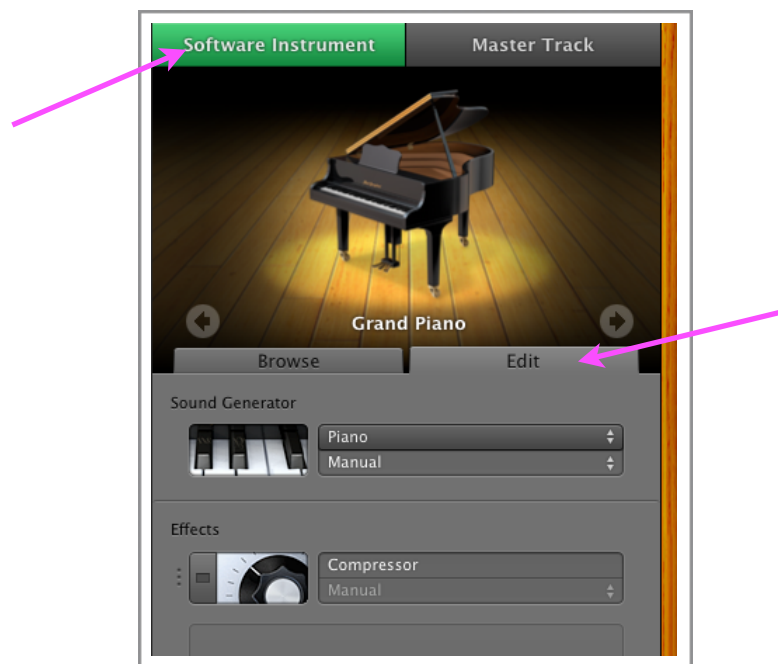 Software Instrument Master Track
Grand Piano
Browse Edit
Sound Generator
Piano
Manual
Effects
Compressor
Manual